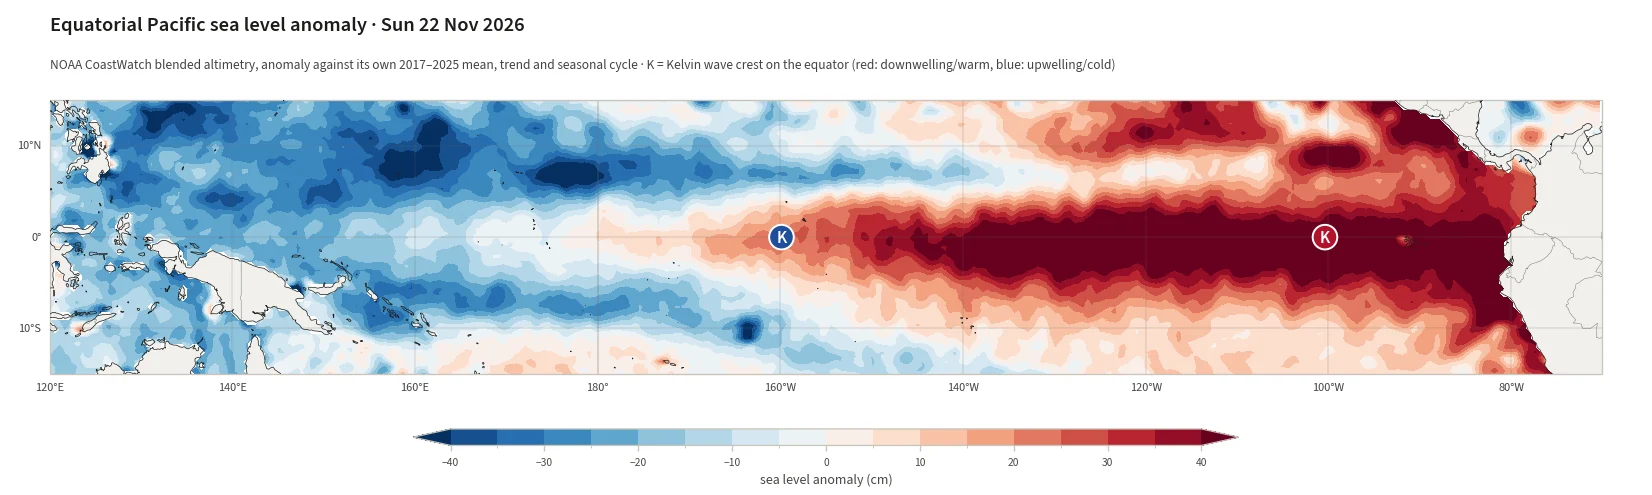 Equatorial Pacific sea level anomaly · Sun 22 Nov 2026
NOAA CoastWatch blended altimetry, anomaly against its own 2017–2025 mean, trend and seasonal cycle · K = Kelvin wave crest on the equator (red: downwelling/warm, blue: upwelling/cold)
10°N
0°
K K
10°S
120°E 140°E 160°E 180° 160°W 140°W 120°W 100°W 80°W
−40 −30 −20 −10 0 10 20 30 40
sea level anomaly (cm)